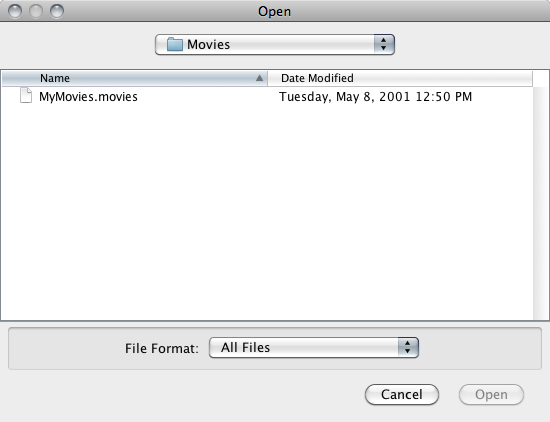 Open
Movies
Name Date Modified
MyMovies.movies Tuesday, May 8, 2001 12:50 PM
File Format: All Files
Cancel Open